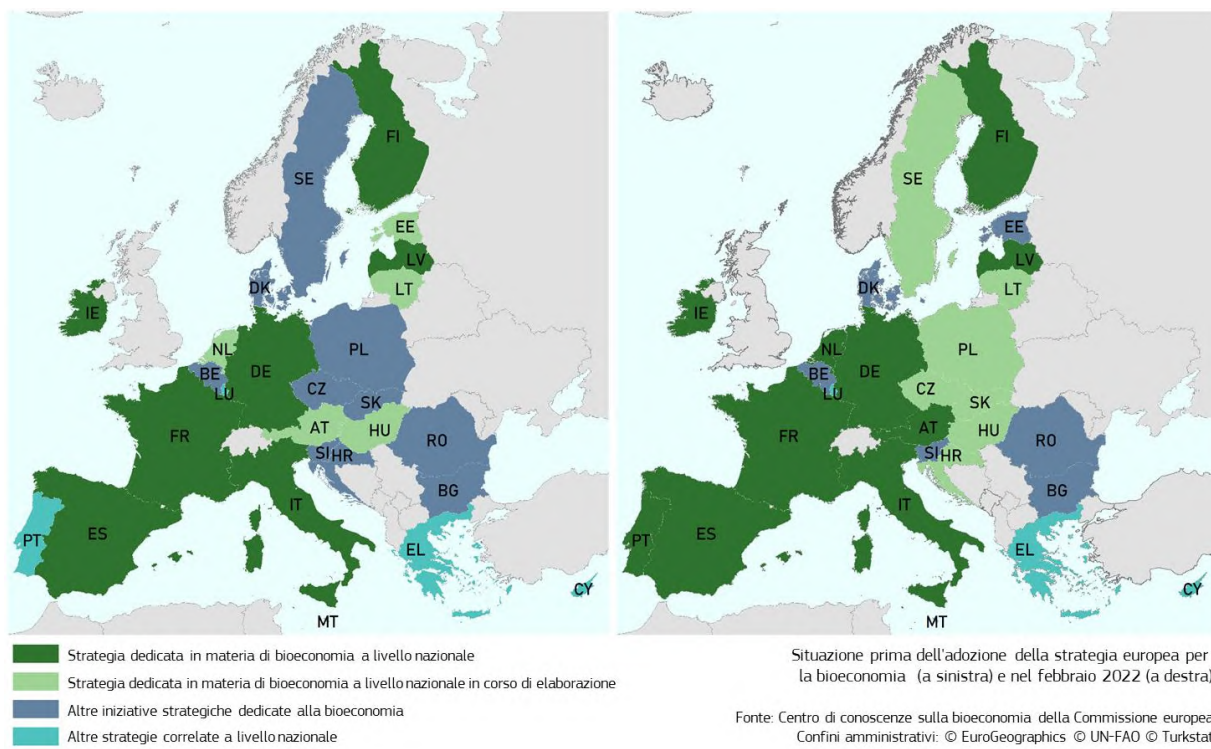 FI
SE
EE
LV
LT
DK
IE
NL
BE
LU
DE
PL
CZ
SK
AT
HU
FR
SI
HR
RO
BG
IT
PT
ES
EL
CY
MT
FI
SE
EE
LV
LT
DK
IE
NL
BE
LU
DE
PL
CZ
SK
AT
HU
FR
SI
HR
RO
BG
IT
PT
ES
EL
CY
MT
Strategia dedicata in materia di bioeconomia a livello nazionale
Strategia dedicata in materia di bioeconomia a livello nazionale in corso di elaborazione
Altre iniziative strategiche dedicate alla bioeconomia
Altre strategie correlate a livello nazionale
Situazione prima dell'adozione della strategia europea per
la bioeconomia (a sinistra) e nel febbraio 2022 (a destra)
Fonte: Centro di conoscenze sulla bioeconomia della Commissione europea
Confini amministrativi: © EuroGeographics © UN-FAO © Turkstat